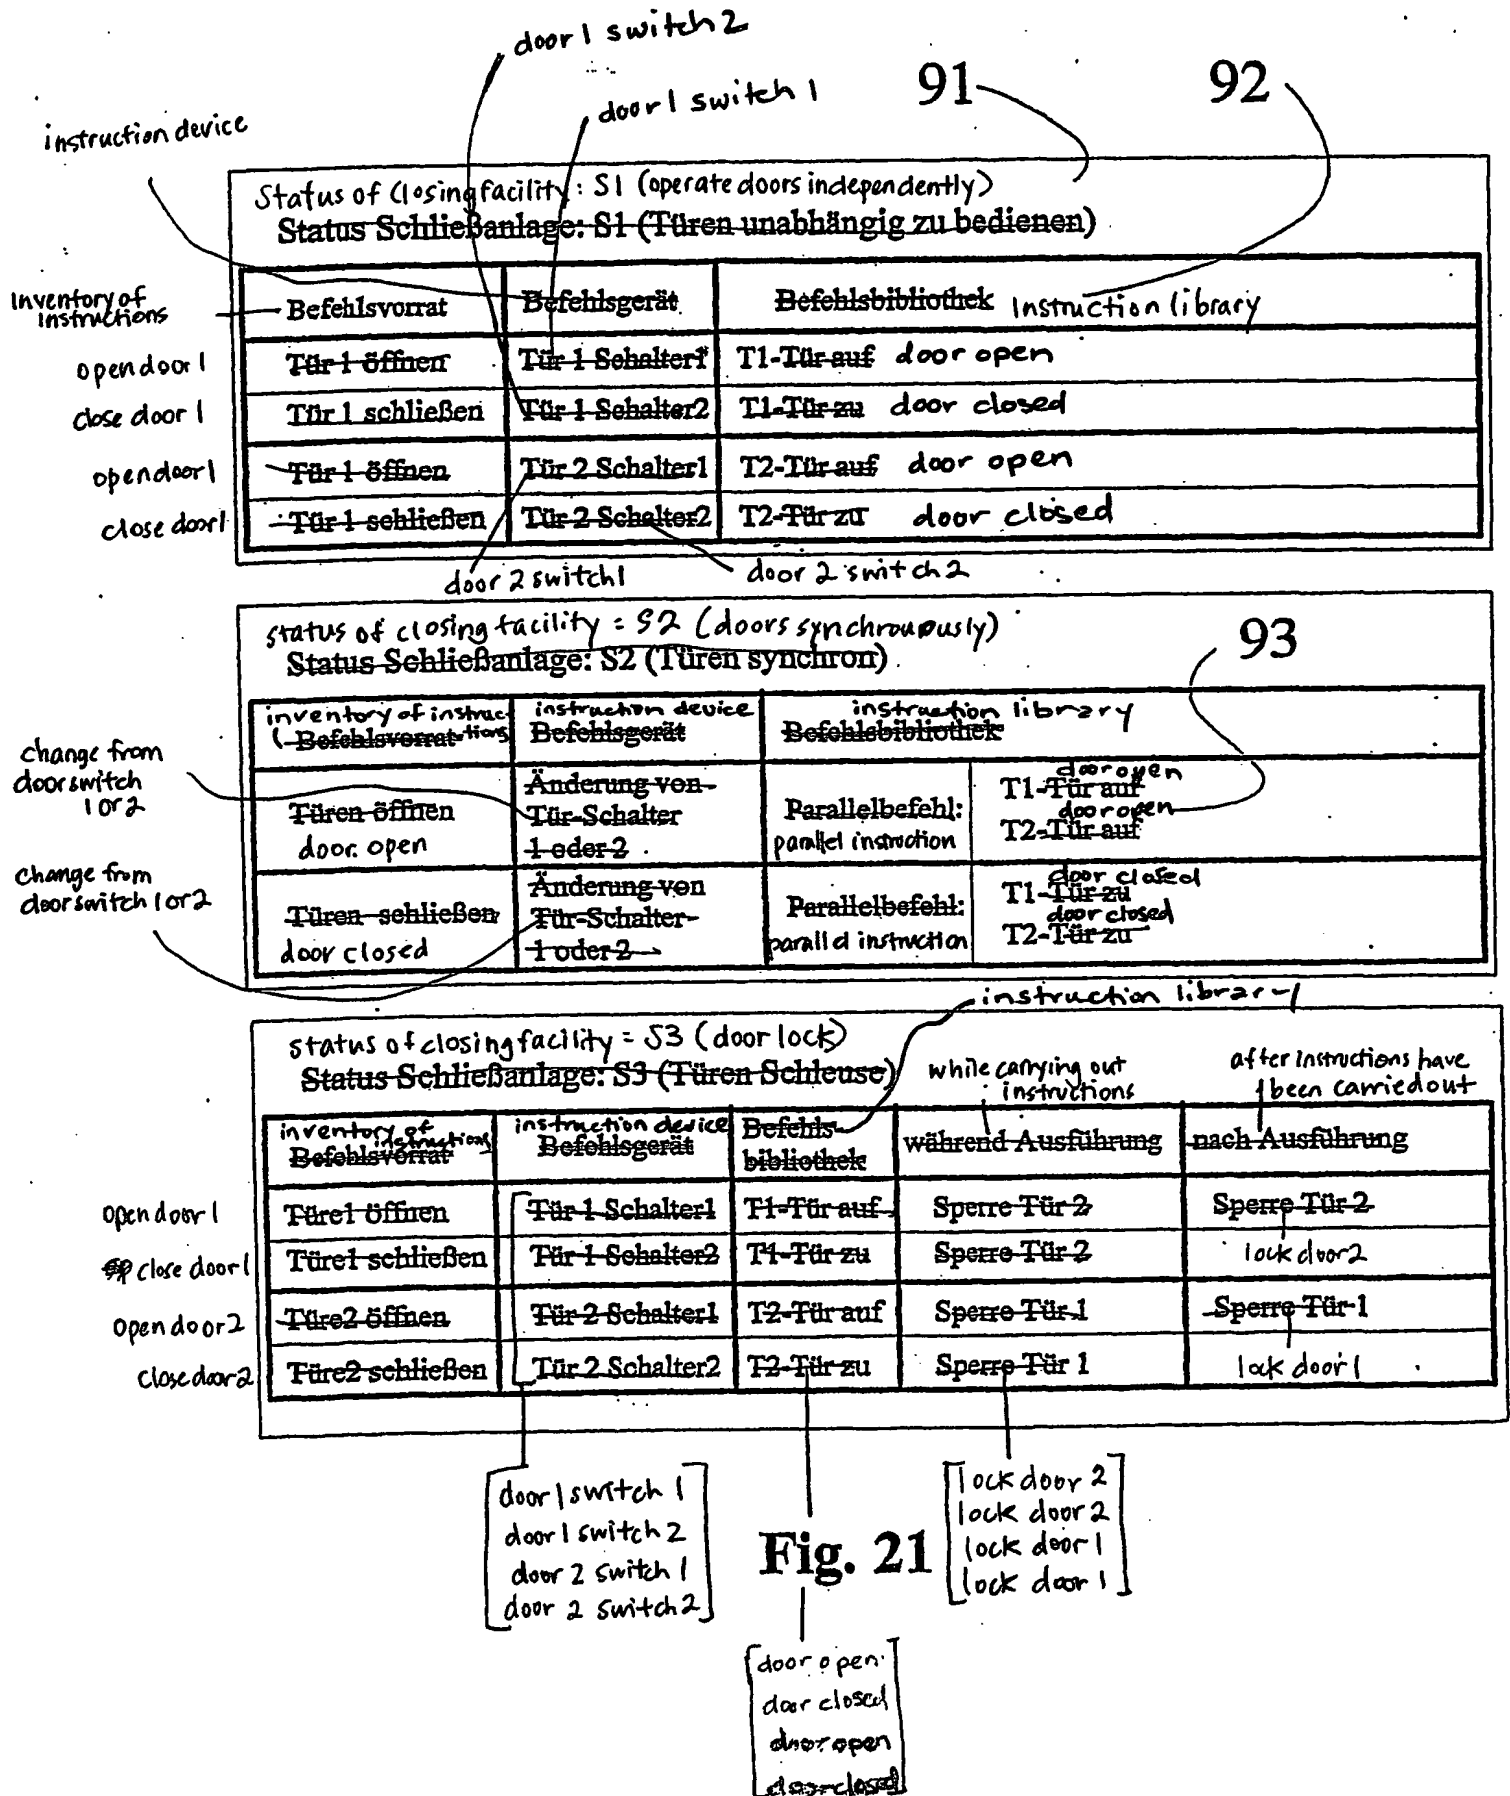 door 1 switch 2
door 1 switch 1
91
92
instruction device
Status of closing facility: S1 (operate doors independently)
Status Schließanlage: S1 (Türen unabhängig zu bedienen)
Inventory of
Instructions
Befehlsvorrat
Befehlsgerät
Befehlsbibliothek Instruction library
open door 1
Tür 1 öffnen
Tür 1 Schalter1
T1-Tür auf door open
close door 1
Tür 1 schließen
Tür 1 Schalter2
T1-Tür zu door closed
open door 1
Tür 1 öffnen
Tür 2 Schalter1
T2-Tür auf door open
close door 1
Tür 1 schließen
Tür 2 Schalter2
T2-Tür zu door closed
door 2 switch 1
door 2 switch 2
status of closing facility = S2 (doors synchronously)
Status Schließanlage: S2 (Türen synchron)
93
inventory of instruc-
tions
Befehlsvorrat
instruction device
Befehlsgerät
instruction library
Befehlsbibliothek
change from
door switch
1 or 2
Türen öffnen
door open
Änderung von
Tür-Schalter
1 oder 2
Parallelbefehl:
parallel instruction
door open
T1-Tür auf
door open
T2-Tür auf
change from
door switch 1 or 2
Türen schließen
door closed
Änderung von
Tür-Schalter
1 oder 2
Parallelbefehl:
parallel instruction
door closed
T1-Tür zu
door closed
T2-Tür zu
instruction library
status of closing facility = S3 (door lock)
Status Schließanlage: S3 (Türen Schleuse)
while carrying out
instructions
after instructions have
been carried out
inventory of
instructions
Befehlsvorrat
instruction device
Befehlsgerät
Befehls-
bibliothek
während Ausführung
nach Ausführung
open door 1
Türe1 öffnen
Tür 1 Schalter1
T1-Tür auf
Sperre Tür 2
Sperre Tür 2
close door 1
Türe1 schließen
Tür 1 Schalter2
T1-Tür zu
Sperre Tür 2
lock door 2
open door 2
Türe2 öffnen
Tür 2 Schalter1
T2-Tür auf
Sperre Tür 1
Sperre Tür 1
close door 2
Türe2 schließen
Tür 2 Schalter2
T2-Tür zu
Sperre Tür 1
lock door 1
door 1 switch 1
door 1 switch 2
door 2 switch 1
door 2 switch 2
Fig. 21
lock door 2
lock door 2
lock door 1
lock door 1
door open
door closed
door open
door closed